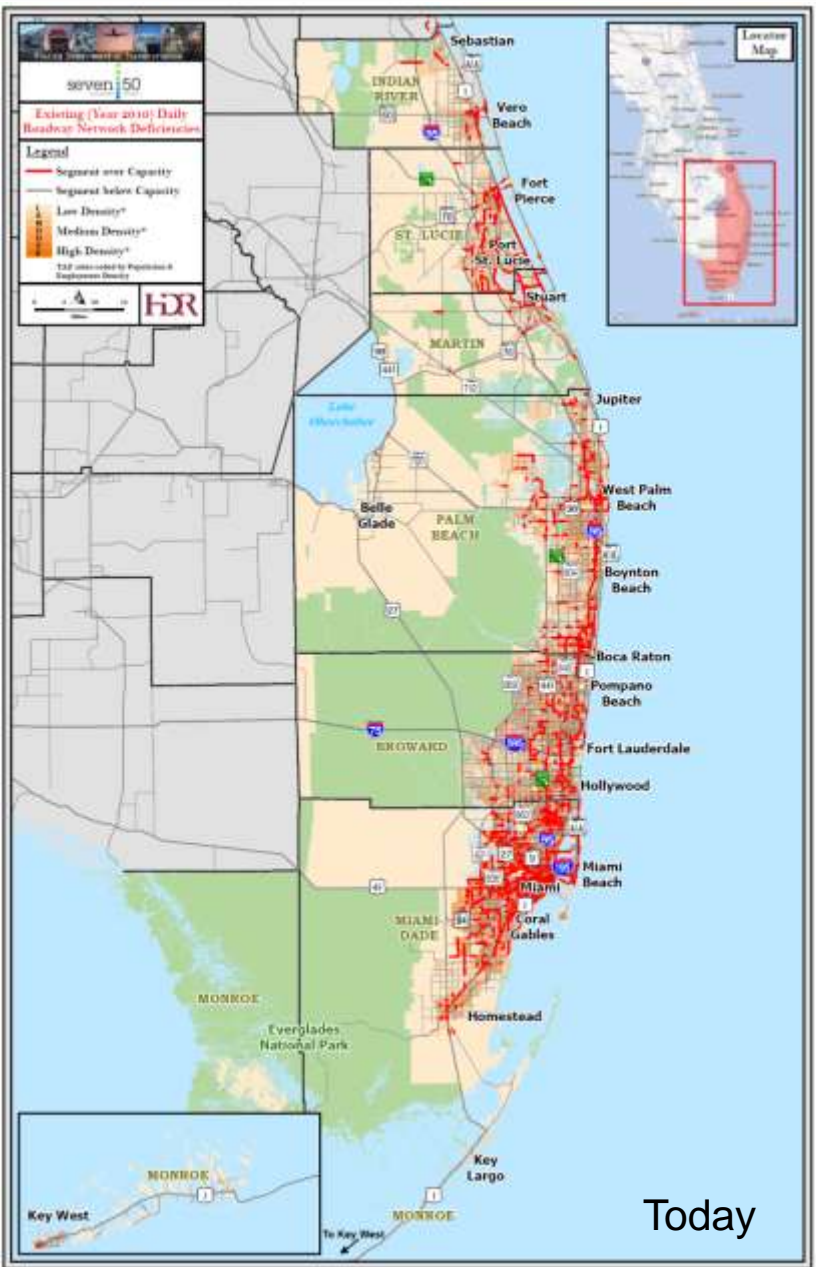 seven50
Existing (Year 2010) Daily
Roadway Network Deficiencies
Legend
Segment over Capacity
Segment below Capacity
Low Density*
Medium Density*
High Density*
TAZ
Employment Density
HDR
Locator
Map
Sebastian
INDIAN
RIVER
Vero
Beach
Fort
Pierce
ST. LUCIE
Port
St. Lucie
Stuart
MARTIN
Jupiter
Lake
Okeechobee
West Palm
Beach
Belle
Glade
PALM
BEACH
Boynton
Beach
Boca Raton
Pompano
Beach
BROWARD
Fort Lauderdale
Hollywood
Miami
Beach
Miami
Coral
Gables
MIAMI-
DADE
MONROE
Homestead
Everglades
National Park
Key
Largo
MONROE
MONROE
Key West
To Key West
Today